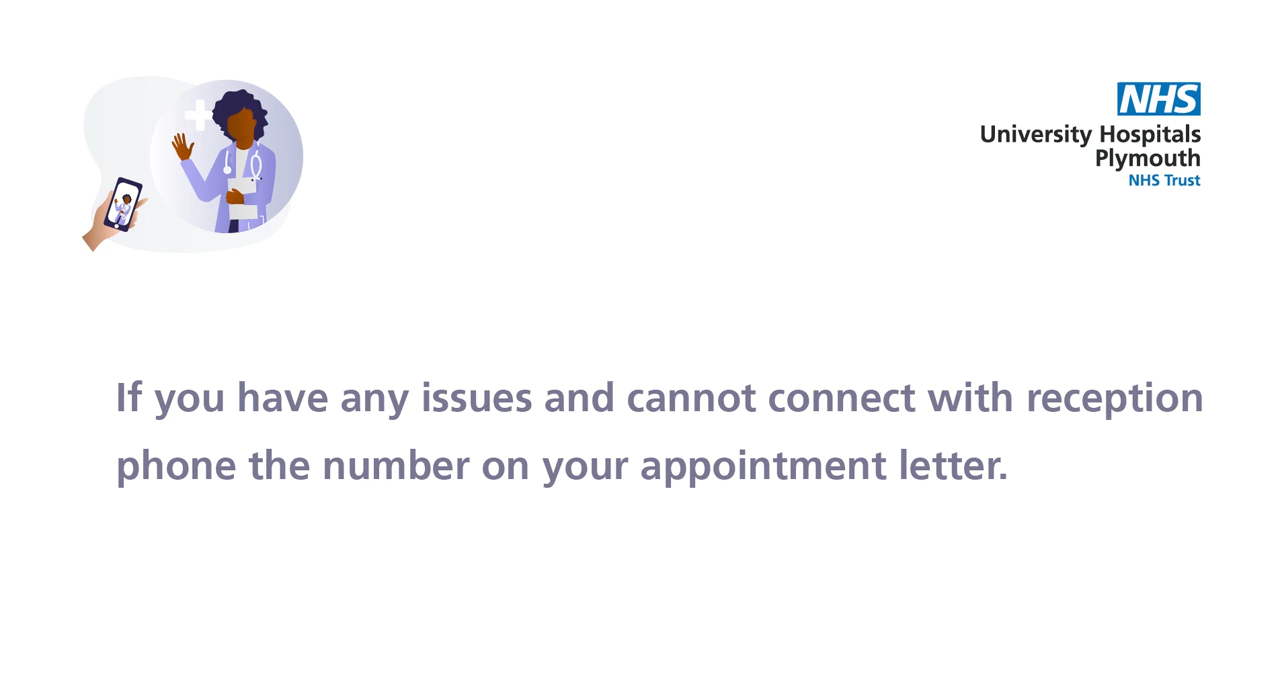 NHS
University Hospitals
Plymouth
NHS Trust
If you have any issues and cannot connect with reception
phone the number on your appointment letter.